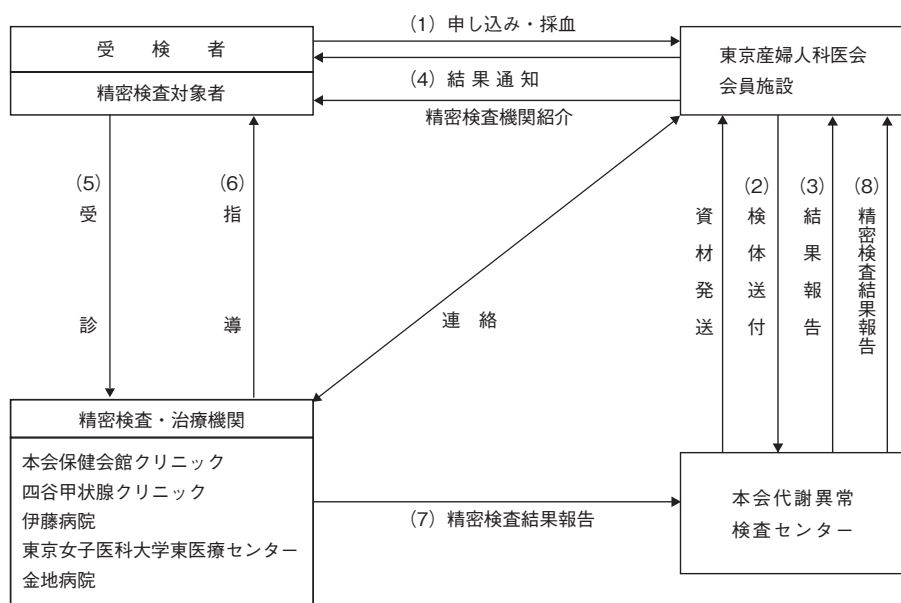 (1) 申し込み・採血
受検者
東京産婦人科医会
会員施設
(4) 結果通知
精密検査対象者
精密検査機関紹介
(5)
受診
(6)
指導
資材発送
(2)
検体送付
(3)
結果報告
(8)
精密検査結果報告
連絡
精密検査・治療機関
本会保健会館クリニック
四谷甲状腺クリニック
伊藤病院
東京女子医科大学東医療センター
金地病院
(7) 精密検査結果報告
本会代謝異常
検査センター